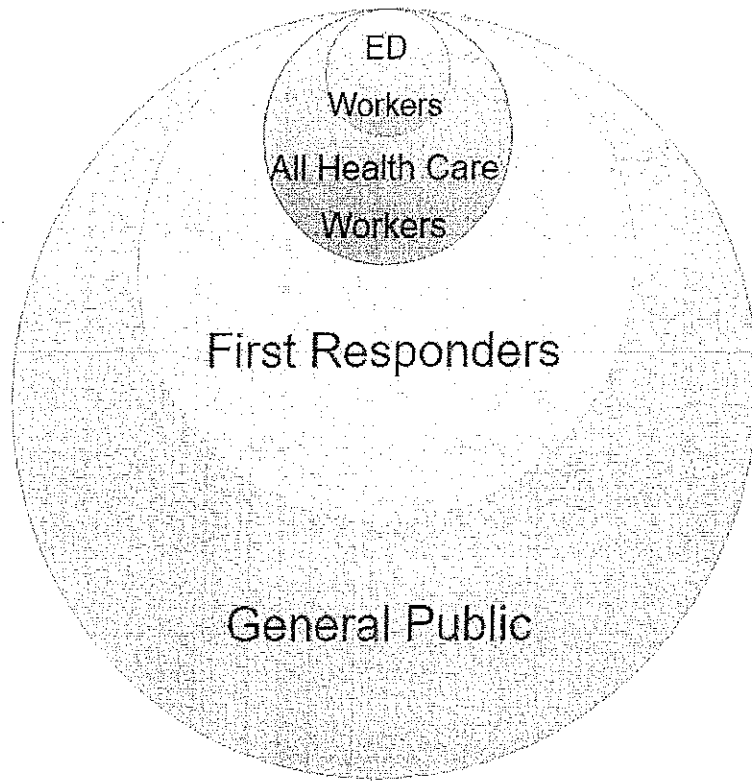 ED
Workers
All Health Care
Workers
First Responders
General Public